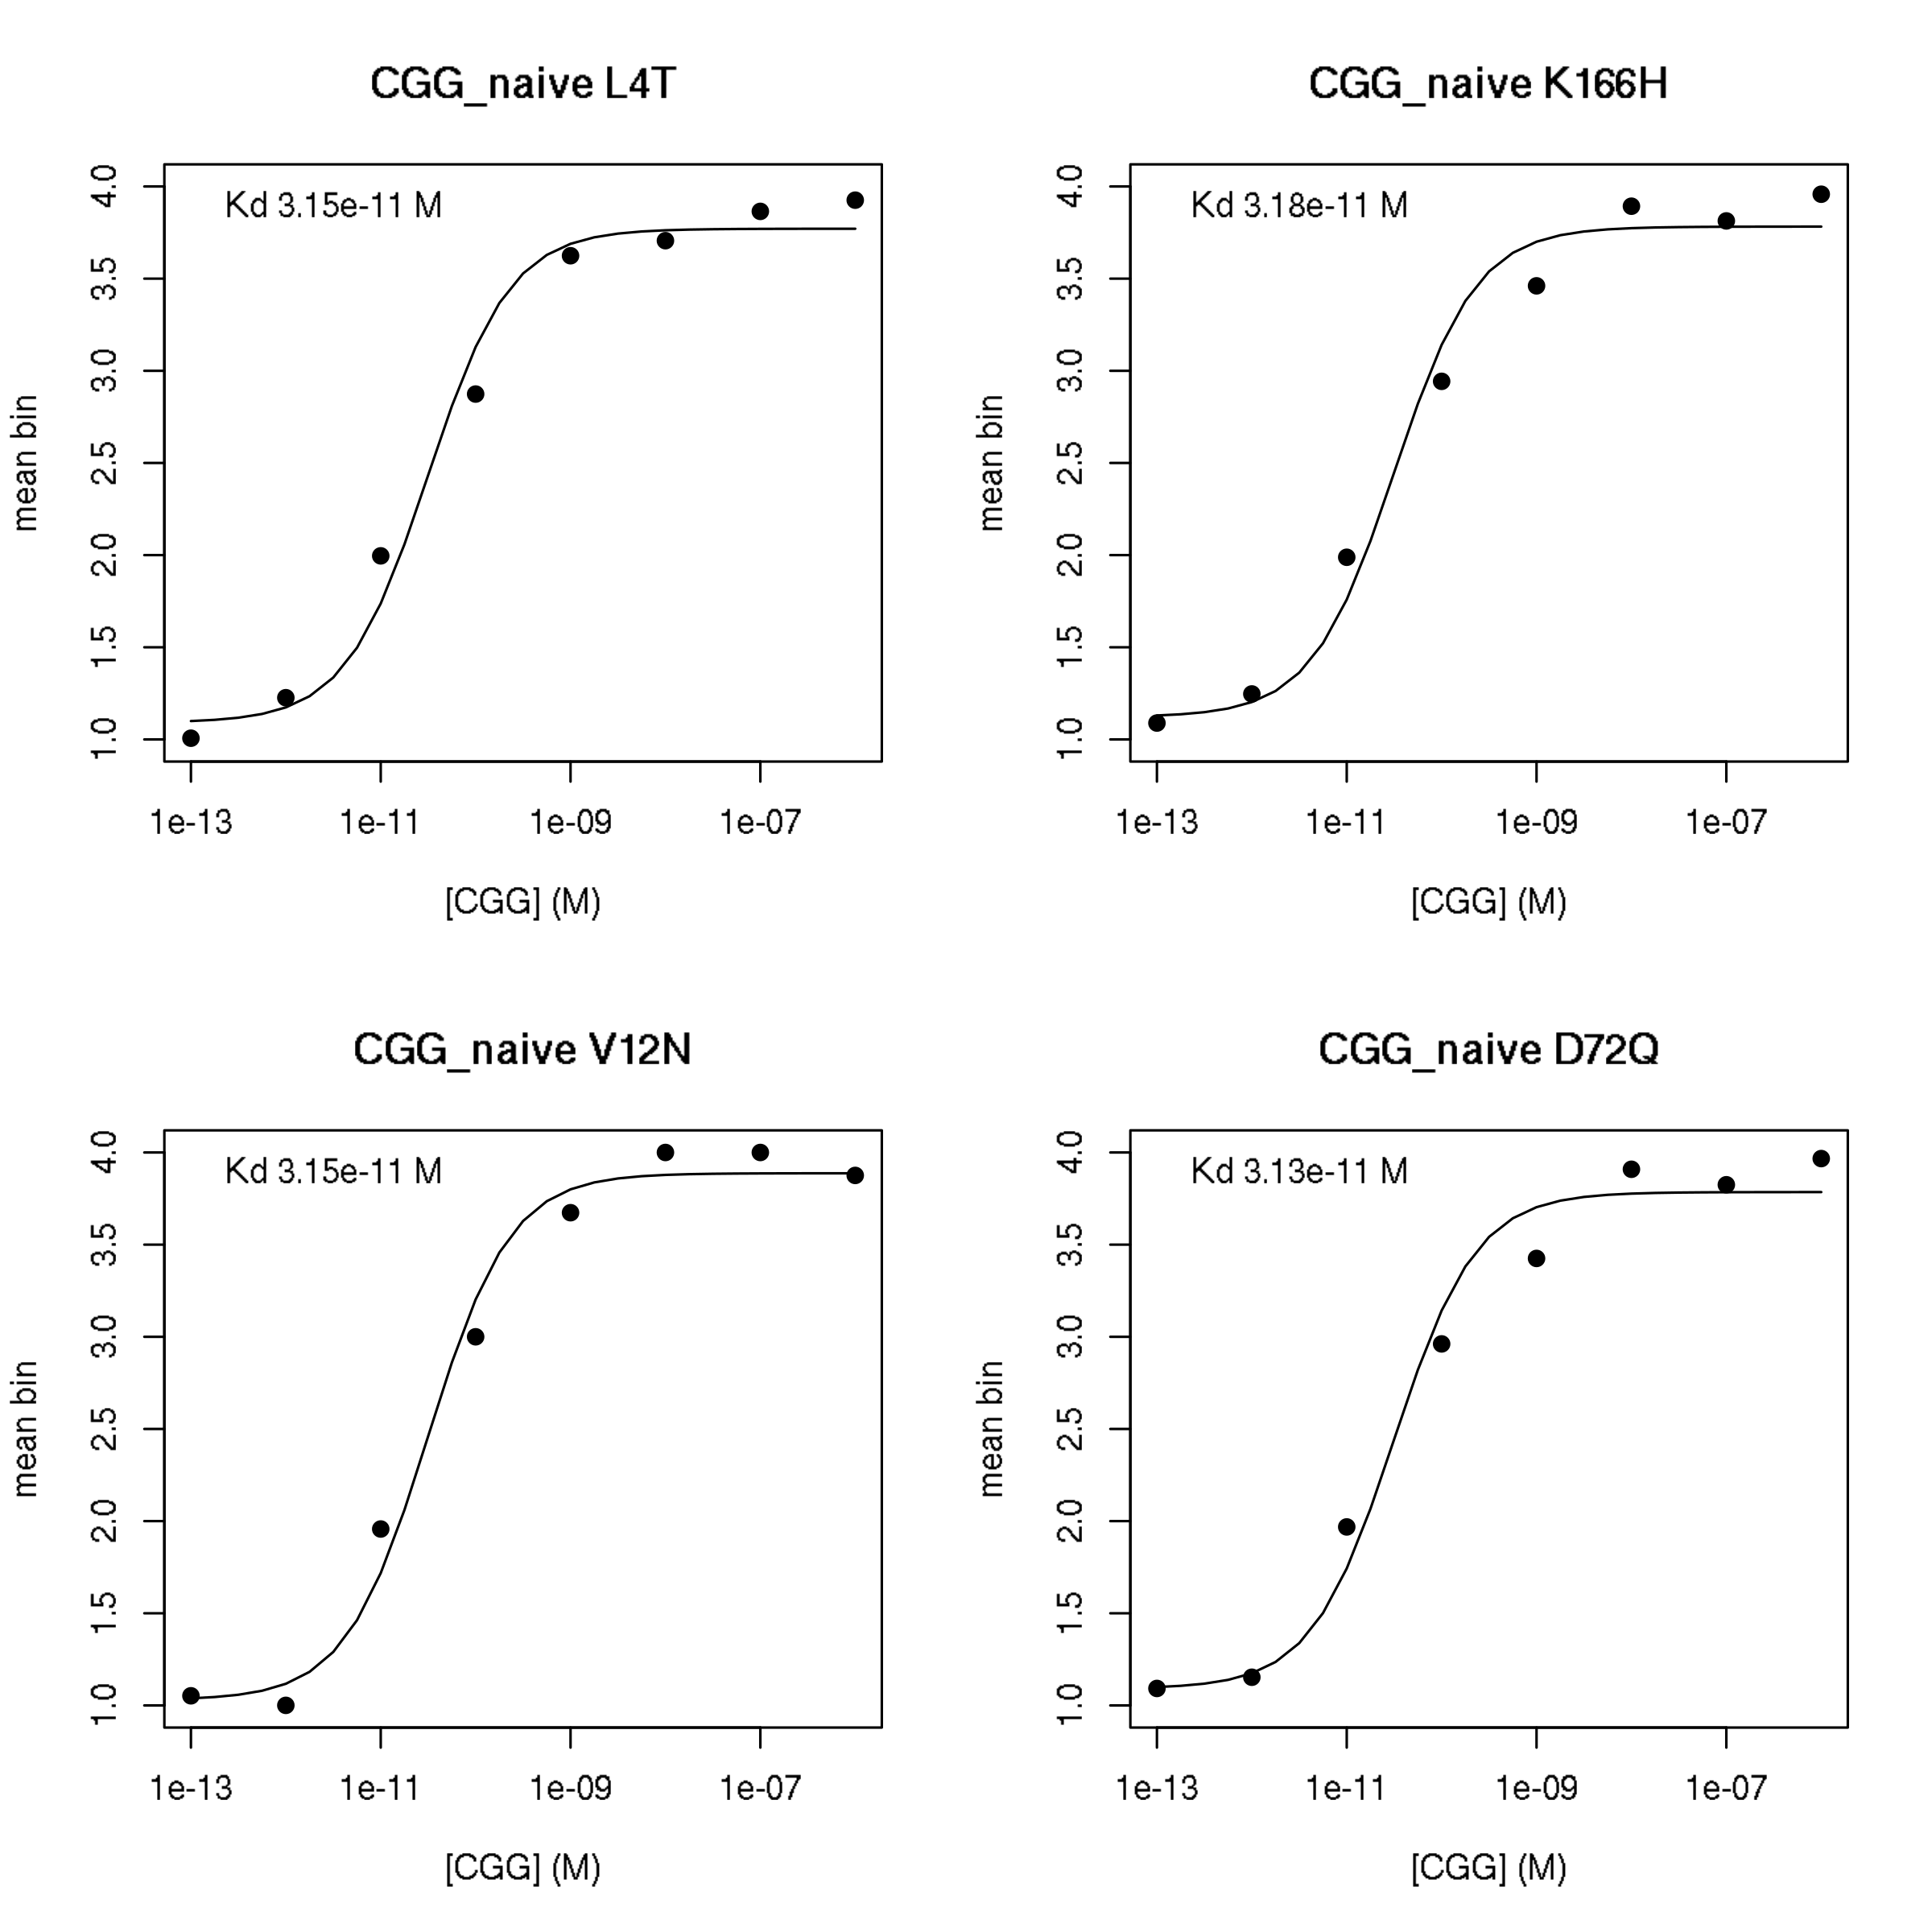 CGG_naive L4T
Kd 3.15e-11 M
mean bin
4.0
3.5
3.0
2.5
2.0
1.5
1.0
1e-13 1e-11 1e-09 1e-07
[CGG] (M)
CGG_naive K166H
Kd 3.18e-11 M
mean bin
4.0
3.5
3.0
2.5
2.0
1.5
1.0
1e-13 1e-11 1e-09 1e-07
[CGG] (M)
CGG_naive V12N
Kd 3.15e-11 M
mean bin
4.0
3.5
3.0
2.5
2.0
1.5
1.0
1e-13 1e-11 1e-09 1e-07
[CGG] (M)
CGG_naive D72Q
Kd 3.13e-11 M
mean bin
4.0
3.5
3.0
2.5
2.0
1.5
1.0
1e-13 1e-11 1e-09 1e-07
[CGG] (M)